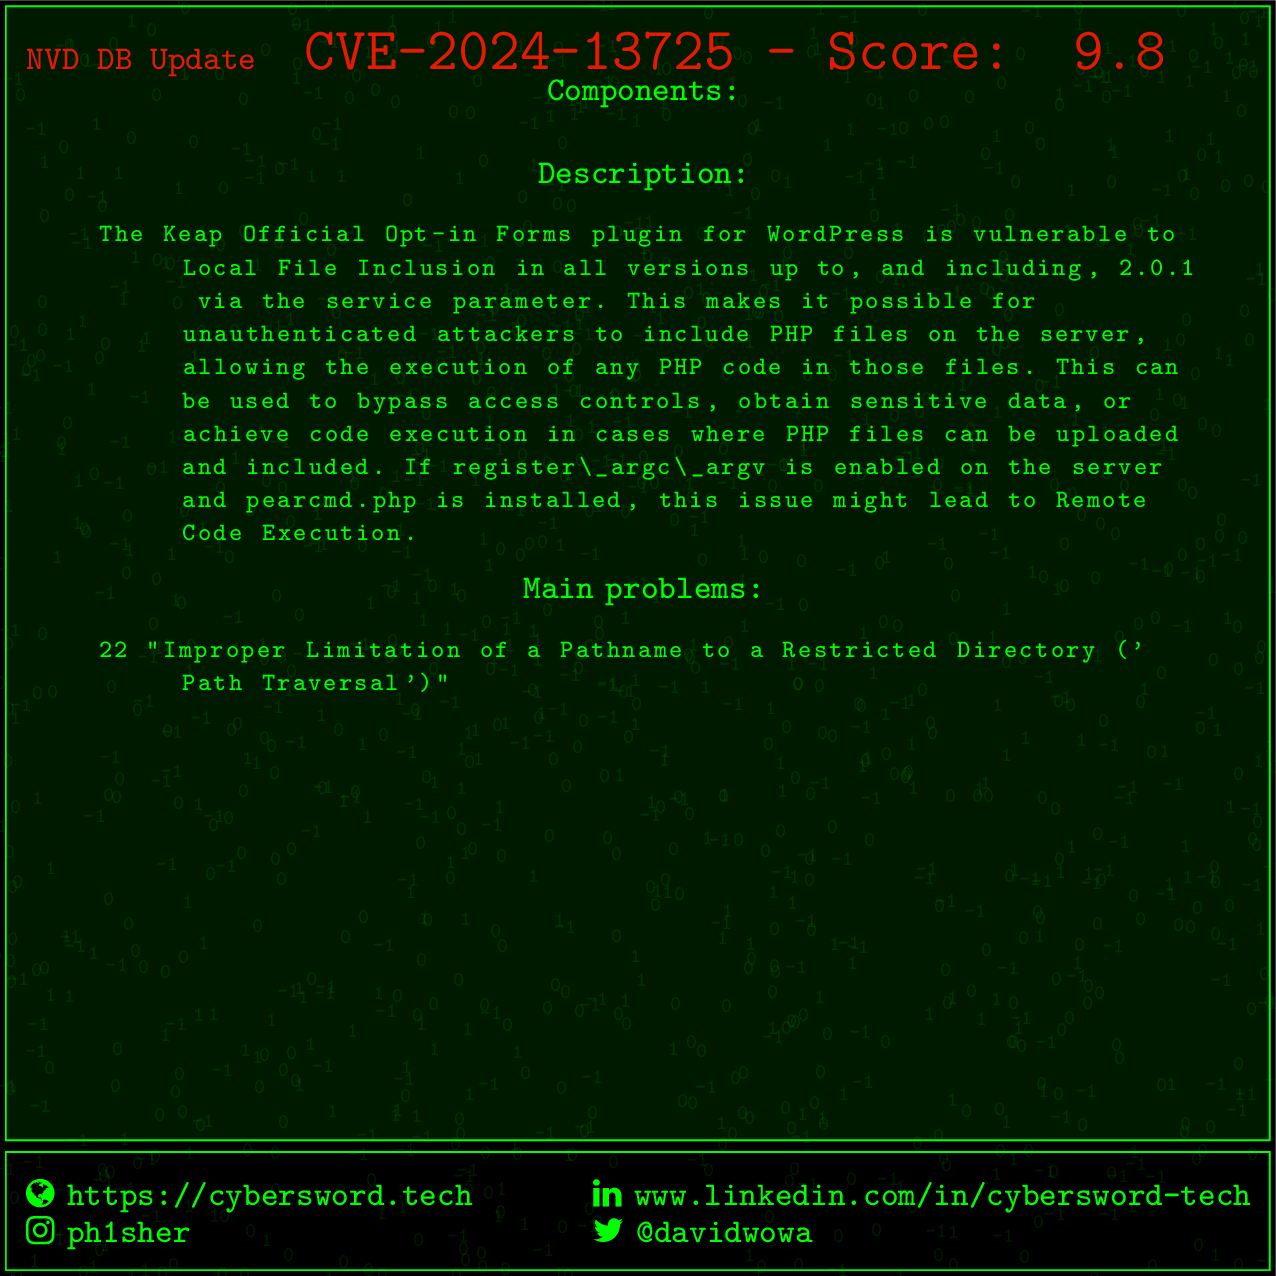 NVD DB Update CVE-2024-13725 - Score: 9.8
Components:
Description:
The Keap Official Opt-in Forms plugin for WordPress is vulnerable to
Local File Inclusion in all versions up to, and including, 2.0.1
via the service parameter. This makes it possible for
unauthenticated attackers to include PHP files on the server,
allowing the execution of any PHP code in those files. This can
be used to bypass access controls, obtain sensitive data, or
achieve code execution in cases where PHP files can be uploaded
and included. If register\_argc\_argv is enabled on the server
and pearcmd.php is installed, this issue might lead to Remote
Code Execution.
Main problems:
22 "Improper Limitation of a Pathname to a Restricted Directory ('
Path Traversal')"
https://cybersword.tech www.linkedin.com/in/cybersword-tech
ph1sher @davidwowa